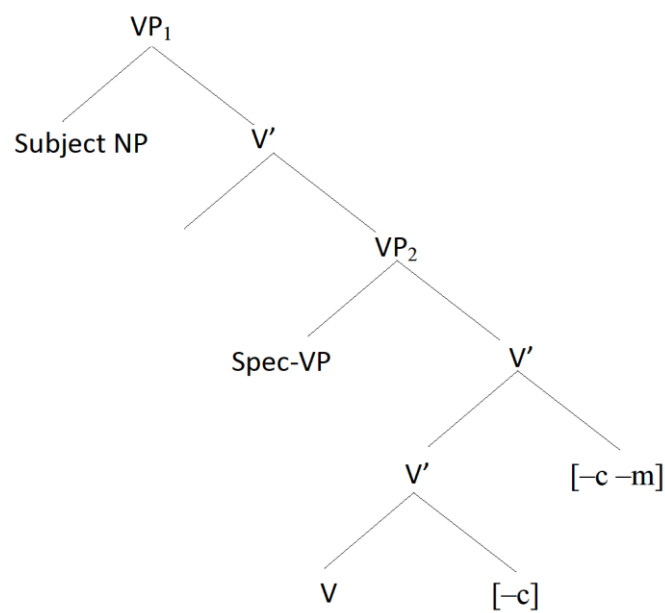 VP₁
Subject NP
V’
VP₂
Spec-VP
V’
V’
[–c –m]
V
[–c]